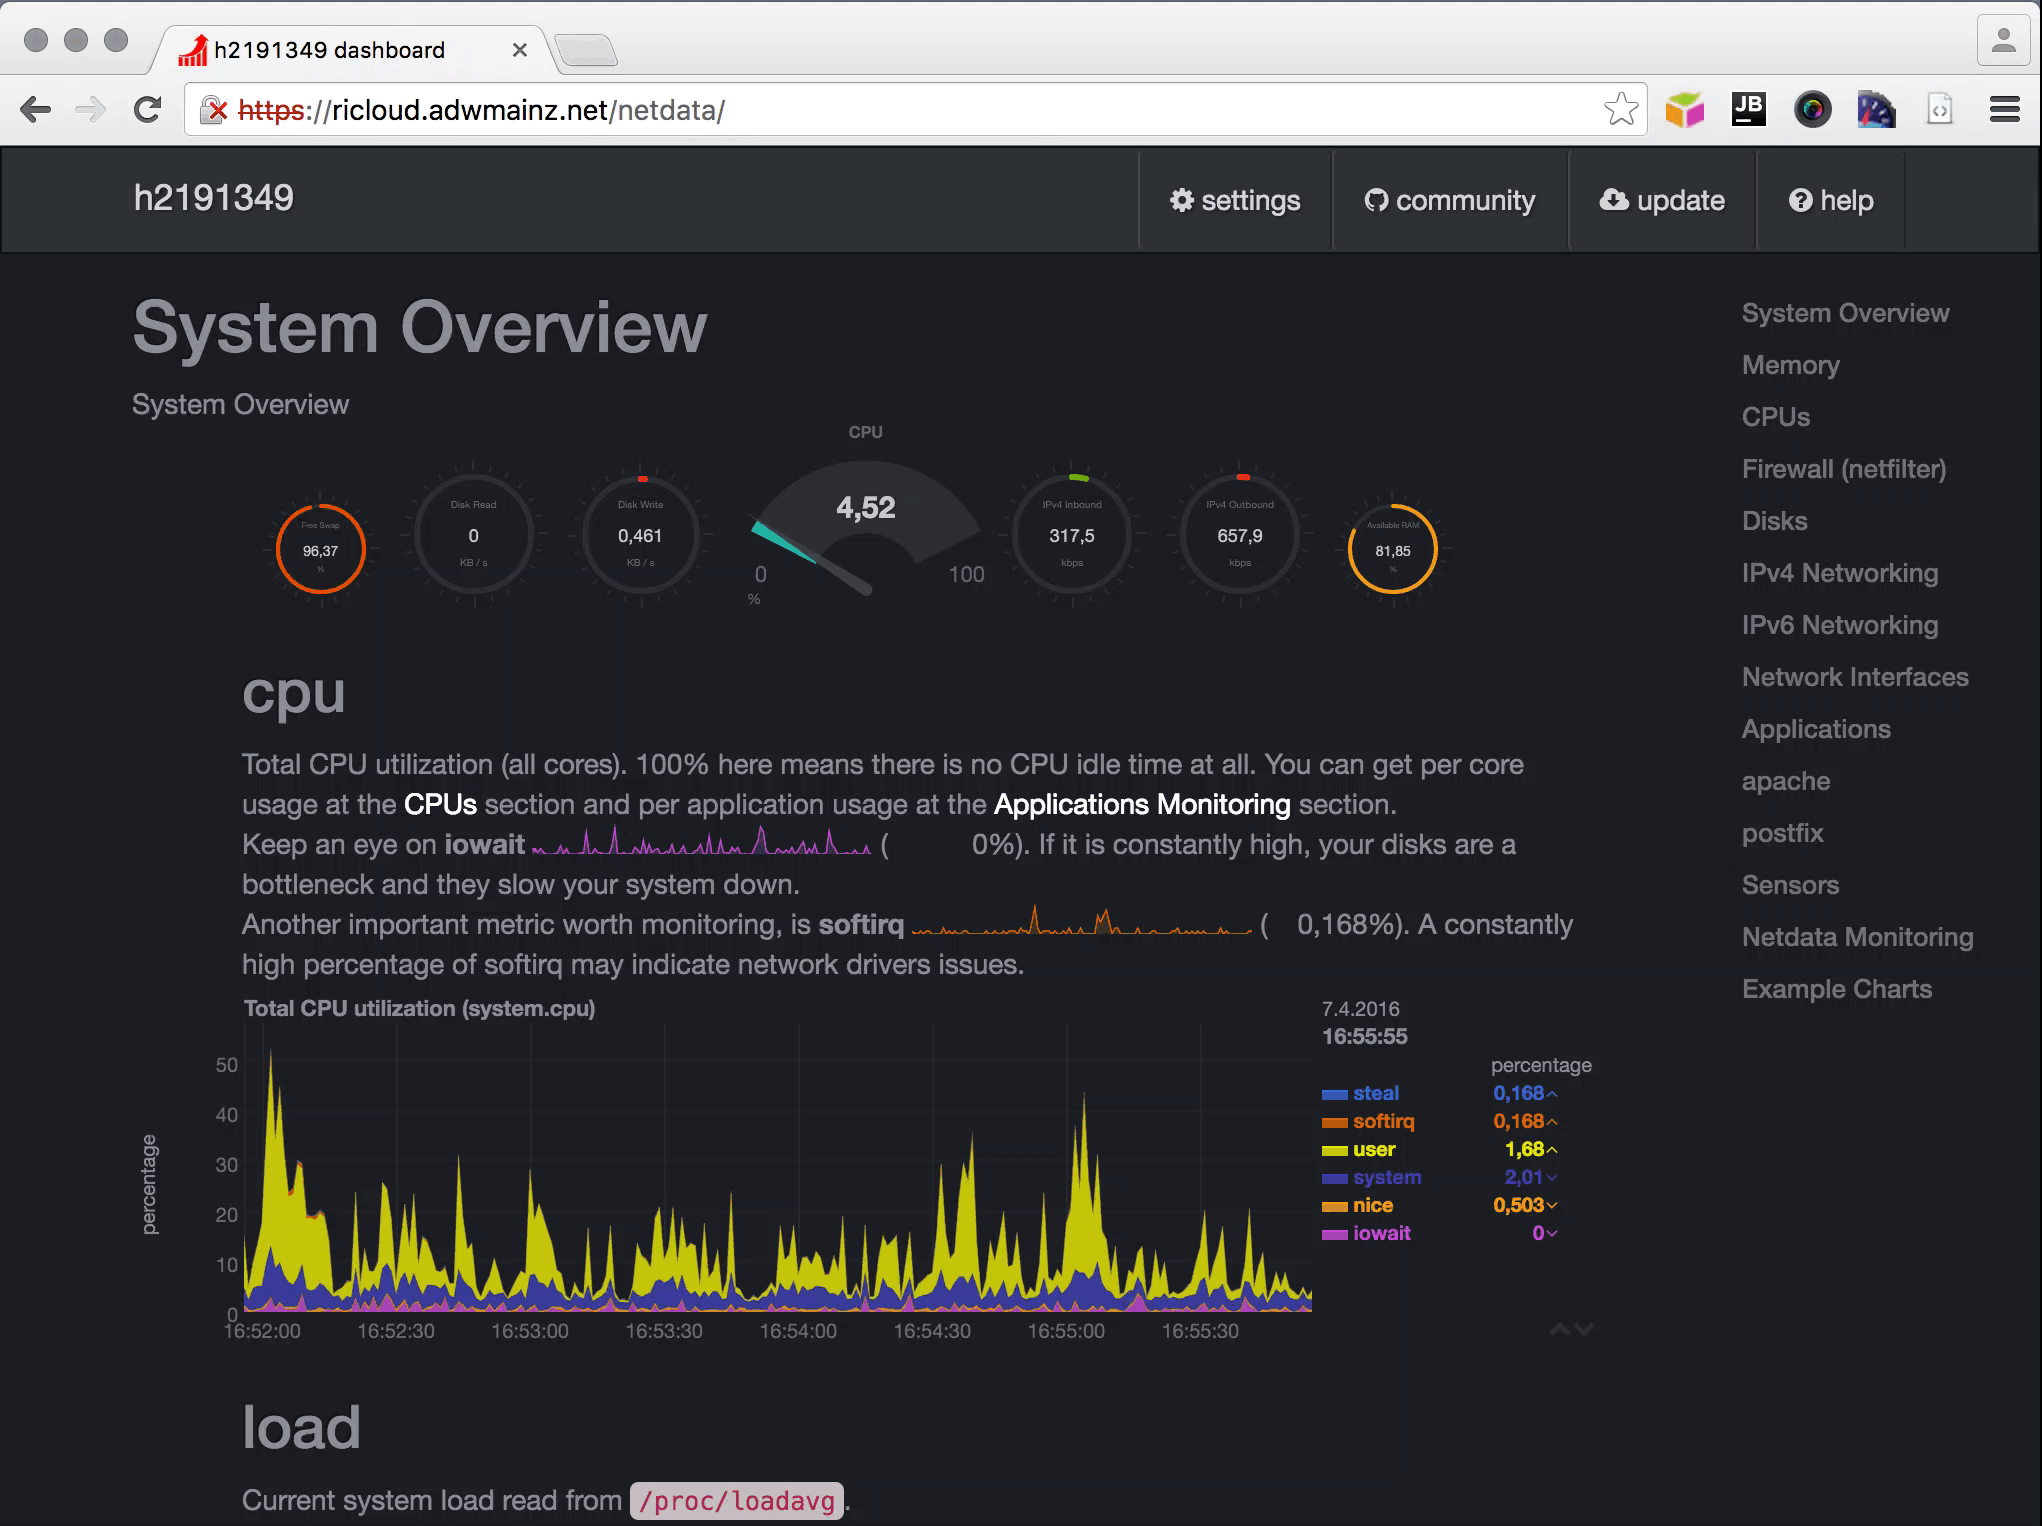 h2191349 dashboard
https://ricloud.adwmainz.net/netdata/
JB
h2191349
settings
community
update
help
System Overview
System Overview
Free Swap
96,37
%
Disk Read
0
KB / s
Disk Write
0,461
KB / s
CPU
4,52
0
100
%
IPv4 Inbound
317,5
kbps
IPv4 Outbound
657,9
kbps
Available RAM
81,85
%
System Overview
Memory
CPUs
Firewall (netfilter)
Disks
IPv4 Networking
IPv6 Networking
Network Interfaces
Applications
apache
postfix
Sensors
Netdata Monitoring
Example Charts
cpu
Total CPU utilization (all cores). 100% here means there is no CPU idle time at all. You can get per core
usage at the CPUs section and per application usage at the Applications Monitoring section.
Keep an eye on iowait ( 0%). If it is constantly high, your disks are a
bottleneck and they slow your system down.
Another important metric worth monitoring, is softirq ( 0,168%). A constantly
high percentage of softirq may indicate network drivers issues.
Total CPU utilization (system.cpu)
7.4.2016
16:55:55
percentage
steal 0,168
softirq 0,168
user 1,68
system 2,01
nice 0,503
iowait 0
percentage
50
40
30
20
10
0
16:52:00 16:52:30 16:53:00 16:53:30 16:54:00 16:54:30 16:55:00 16:55:30
load
Current system load read from /proc/loadavg.